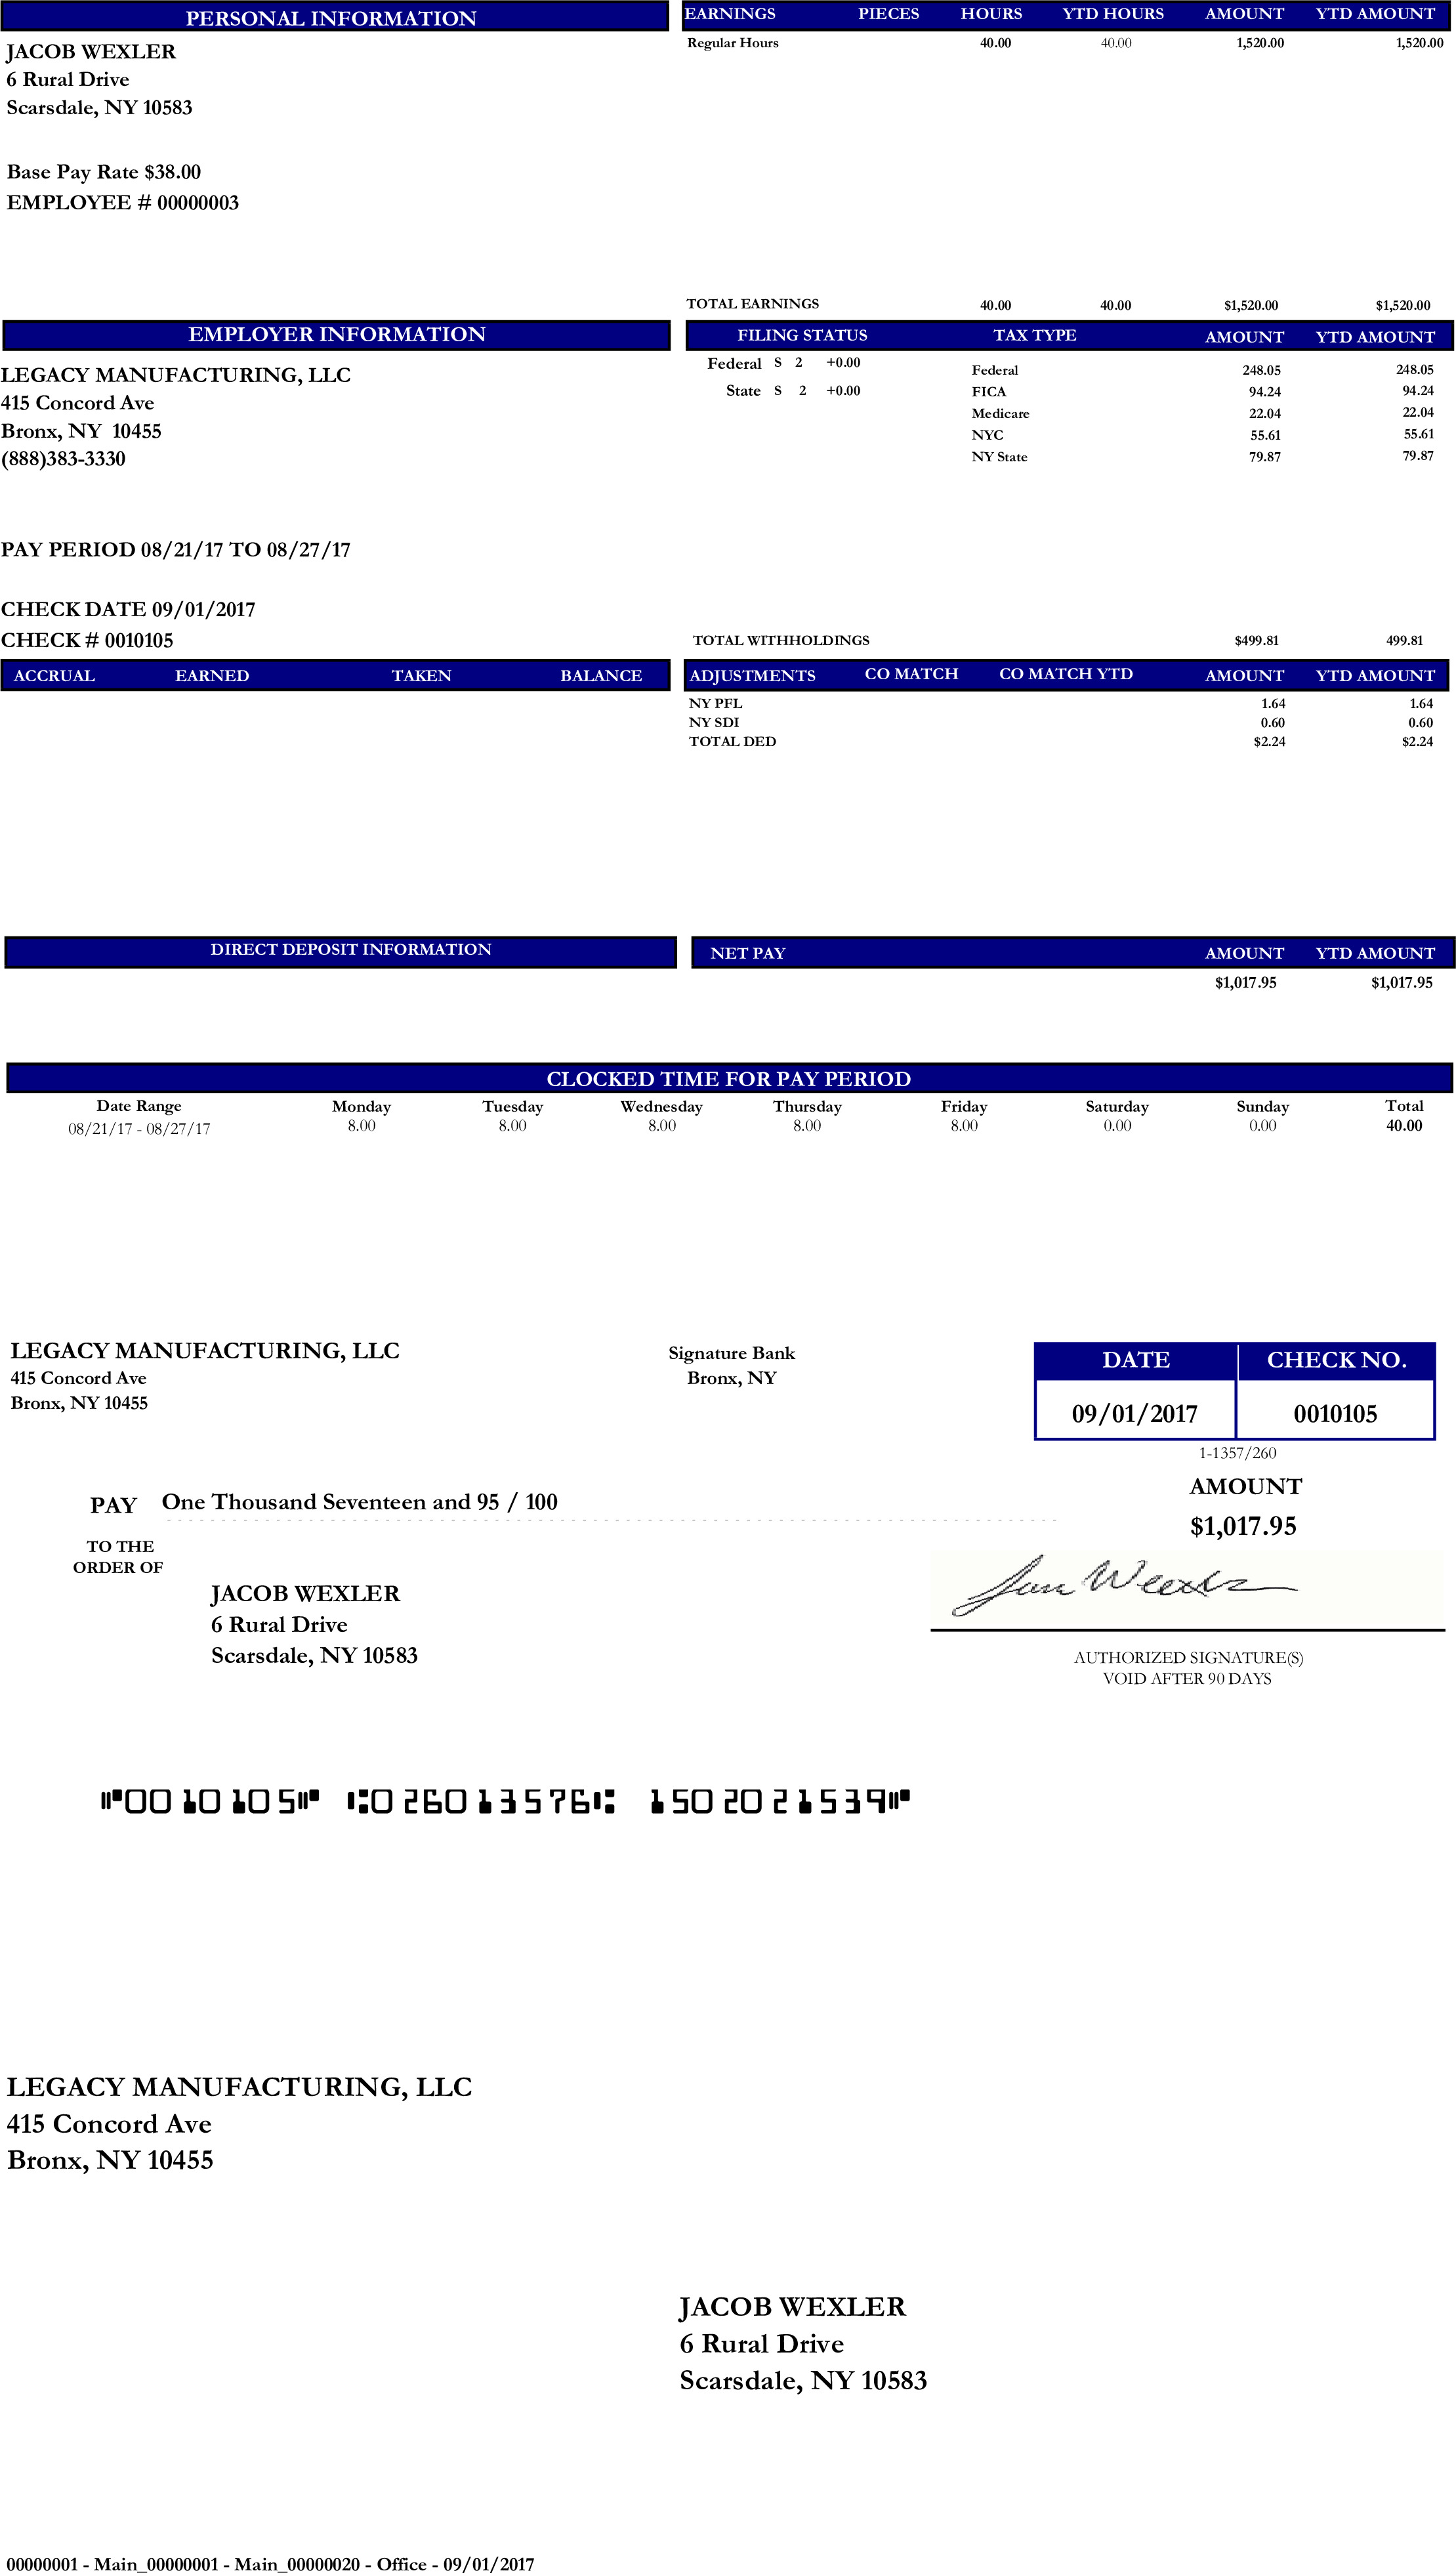 PERSONAL INFORMATION
JACOB WEXLER
6 Rural Drive
Scarsdale, NY 10583
Base Pay Rate $38.00
EMPLOYEE # 00000003
EARNINGS PIECES HOURS YTD HOURS AMOUNT YTD AMOUNT
Regular Hours 40.00 40.00 1,520.00 1,520.00
TOTAL EARNINGS 40.00 40.00 $1,520.00 $1,520.00
EMPLOYER INFORMATION
LEGACY MANUFACTURING, LLC
415 Concord Ave
Bronx, NY 10455
(888)383-3330
PAY PERIOD 08/21/17 TO 08/27/17
CHECK DATE 09/01/2017
CHECK # 0010105
FILING STATUS TAX TYPE AMOUNT YTD AMOUNT
Federal S 2 +0.00
State S 2 +0.00
Federal 248.05 248.05
FICA 94.24 94.24
Medicare 22.04 22.04
NYC 55.61 55.61
NY State 79.87 79.87
TOTAL WITHHOLDINGS $499.81 499.81
ACCRUAL EARNED TAKEN BALANCE
ADJUSTMENTS CO MATCH CO MATCH YTD AMOUNT YTD AMOUNT
NY PFL 1.64 1.64
NY SDI 0.60 0.60
TOTAL DED $2.24 $2.24
DIRECT DEPOSIT INFORMATION
NET PAY AMOUNT YTD AMOUNT
$1,017.95 $1,017.95
CLOCKED TIME FOR PAY PERIOD
Date Range Monday Tuesday Wednesday Thursday Friday Saturday Sunday Total
08/21/17 - 08/27/17 8.00 8.00 8.00 8.00 8.00 0.00 0.00 40.00
LEGACY MANUFACTURING, LLC
415 Concord Ave
Bronx, NY 10455
Signature Bank
Bronx, NY
DATE CHECK NO.
09/01/2017 0010105
1-1357/260
AMOUNT
$1,017.95
PAY One Thousand Seventeen and 95 / 100
TO THE
ORDER OF
JACOB WEXLER
6 Rural Drive
Scarsdale, NY 10583
AUTHORIZED SIGNATURE(S)
VOID AFTER 90 DAYS
⑈0010105⑈ ⑆026013576⑆ 1502021539⑈
LEGACY MANUFACTURING, LLC
415 Concord Ave
Bronx, NY 10455
JACOB WEXLER
6 Rural Drive
Scarsdale, NY 10583
00000001 - Main_00000001 - Main_00000020 - Office - 09/01/2017